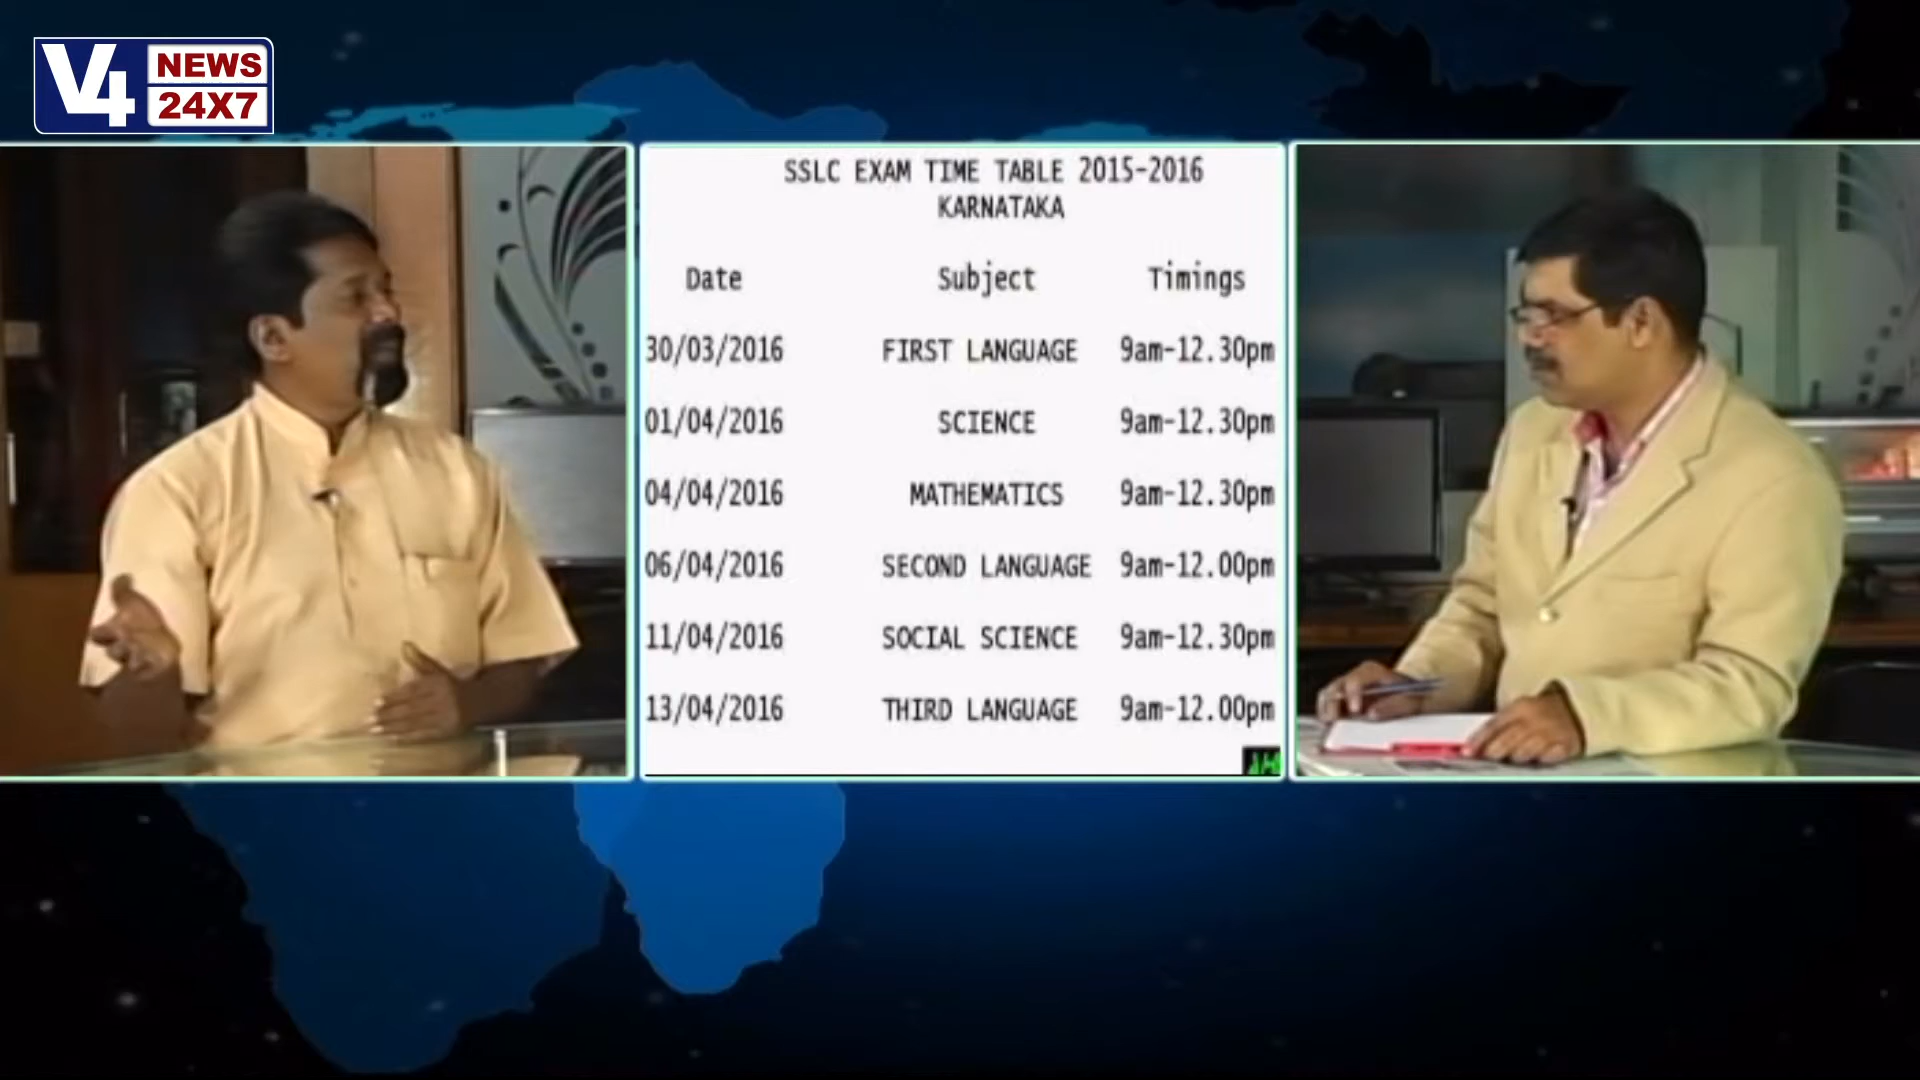 V4 NEWS
24X7
SSLC EXAM TIME TABLE 2015-2016
KARNATAKA
Date Subject Timings
30/03/2016 FIRST LANGUAGE 9am-12.30pm
01/04/2016 SCIENCE 9am-12.30pm
04/04/2016 MATHEMATICS 9am-12.30pm
06/04/2016 SECOND LANGUAGE 9am-12.00pm
11/04/2016 SOCIAL SCIENCE 9am-12.30pm
13/04/2016 THIRD LANGUAGE 9am-12.00pm